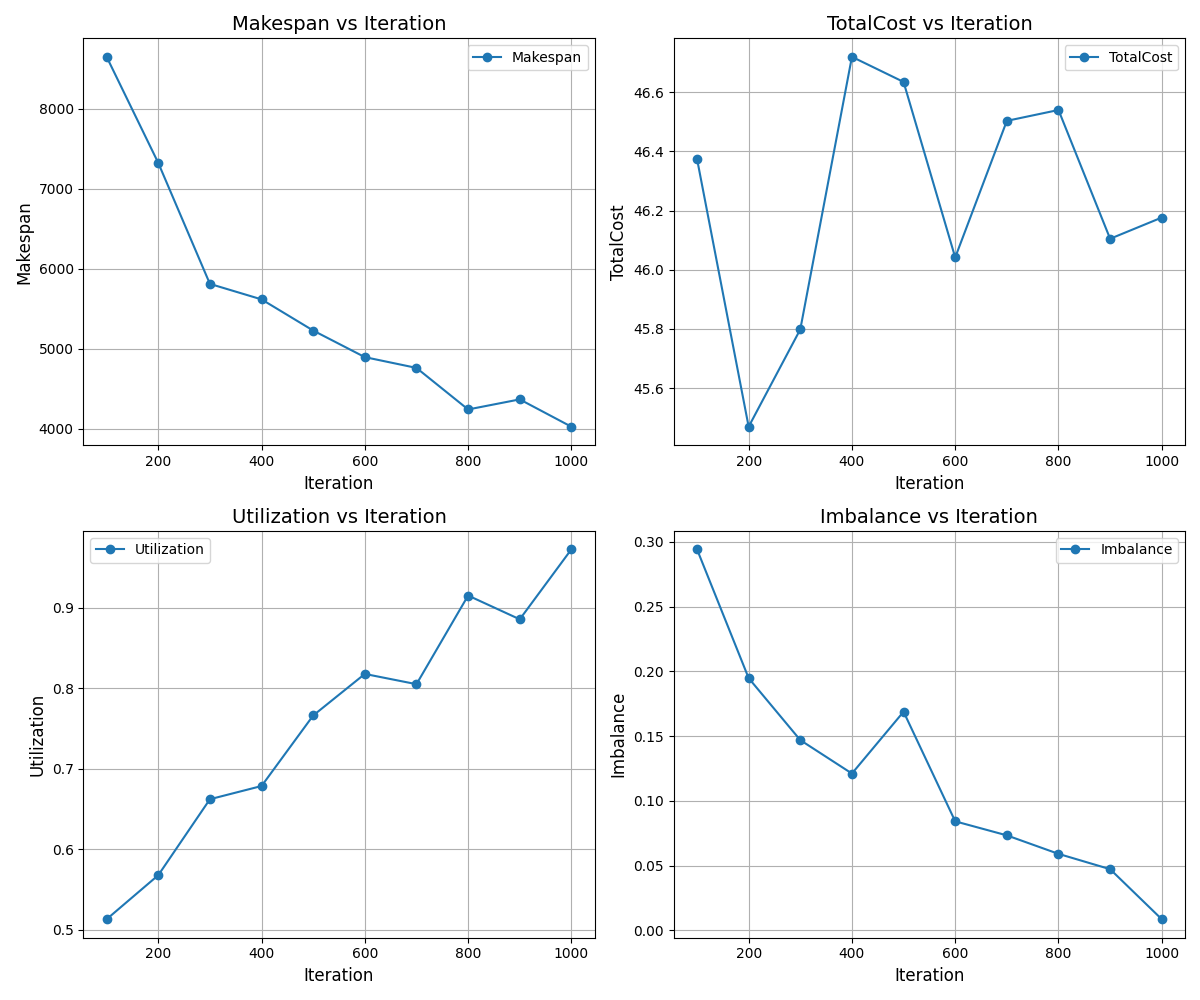 Makespan vs Iteration
Makespan
8000
7000
6000
5000
4000
Makespan
200 400 600 800 1000
Iteration
TotalCost vs Iteration
TotalCost
46.6
46.4
46.2
46.0
45.8
45.6
TotalCost
200 400 600 800 1000
Iteration
Utilization vs Iteration
Utilization
0.9
0.8
0.7
0.6
0.5
Utilization
200 400 600 800 1000
Iteration
Imbalance vs Iteration
Imbalance
0.30
0.25
0.20
0.15
0.10
0.05
0.00
Imbalance
200 400 600 800 1000
Iteration